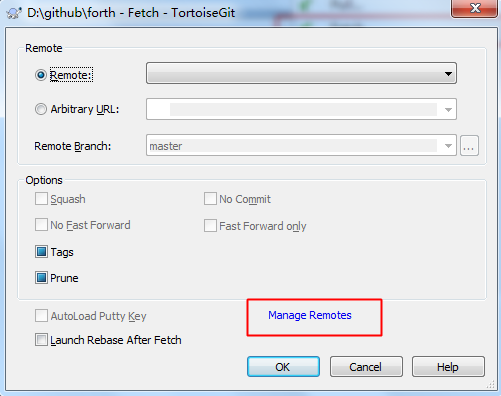 D:\github\forth - Fetch - TortoiseGit
Remote
Remote:
Arbitrary URL:
Remote Branch: master ...
Options
Squash No Commit
No Fast Forward Fast Forward only
Tags
Prune
AutoLoad Putty Key Manage Remotes
Launch Rebase After Fetch
OK Cancel Help